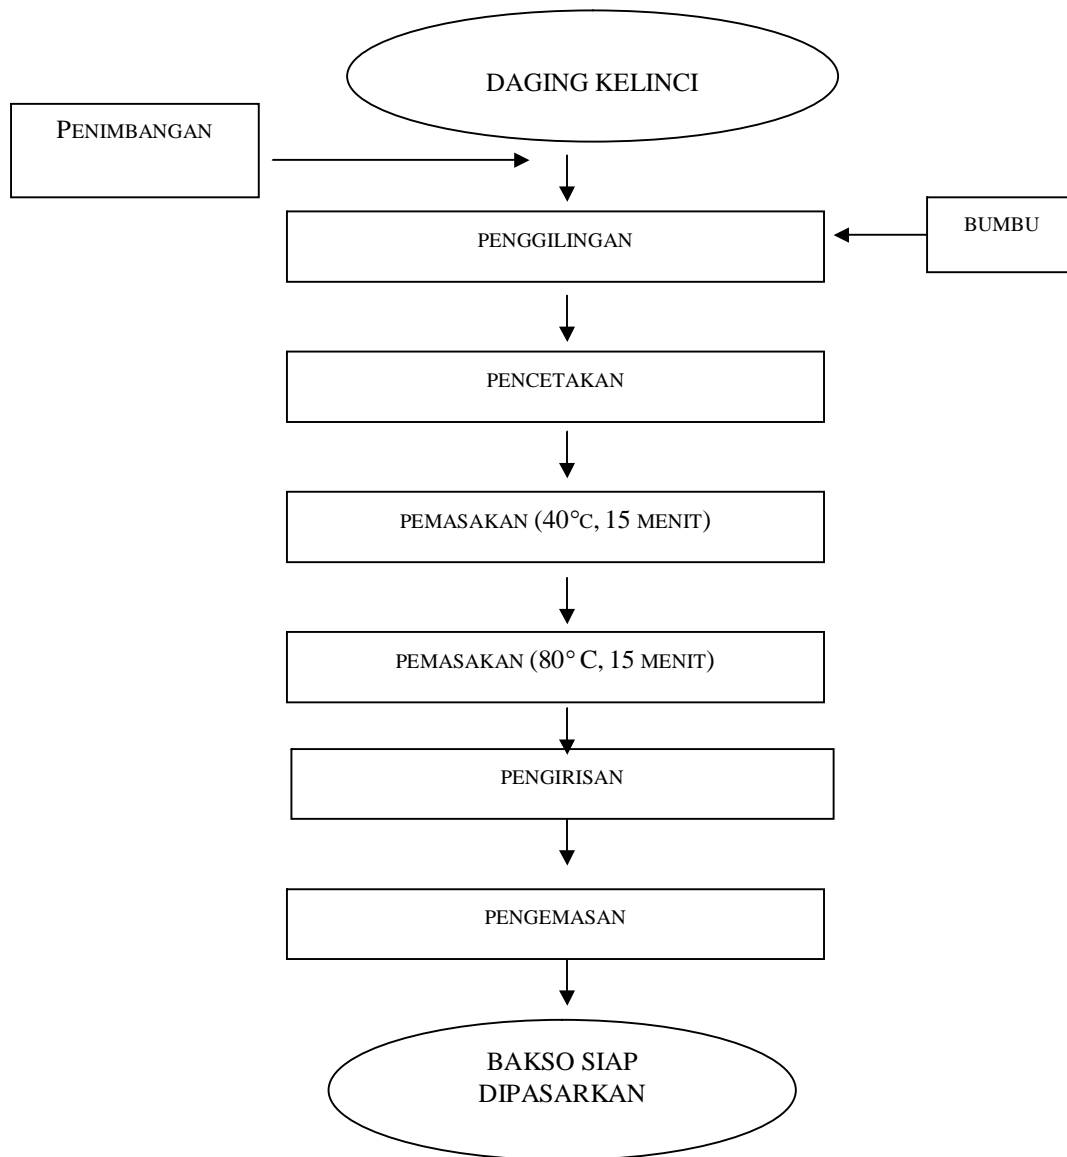 DAGING KELINCI
PENIMBANGAN
PENGGILINGAN
BUMBU
PENCETAKAN
PEMASAKAN (40°C, 15 MENIT)
PEMASAKAN (80° C, 15 MENIT)
PENGIRISAN
PENGEMASAN
BAKSO SIAP
DIPASARKAN